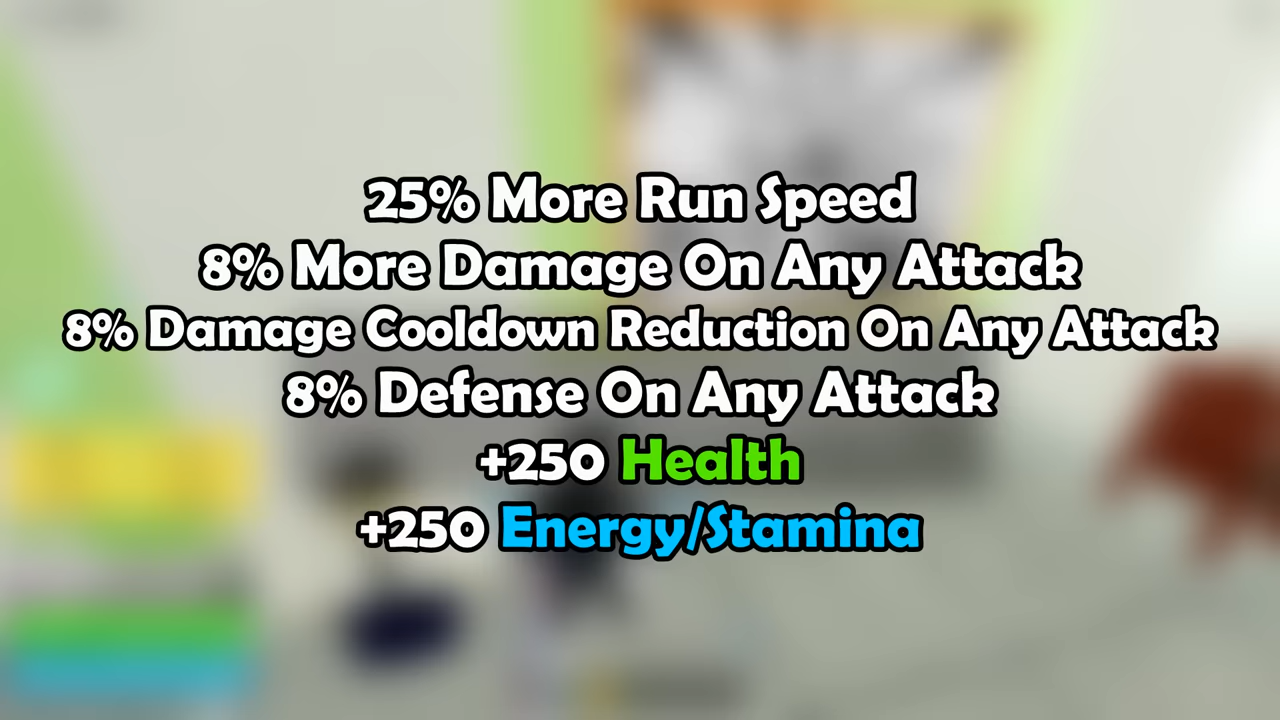 25% More Run Speed
8% More Damage On Any Attack
8% Damage Cooldown Reduction On Any Attack
8% Defense On Any Attack
+250 Health
+250 Energy/Stamina